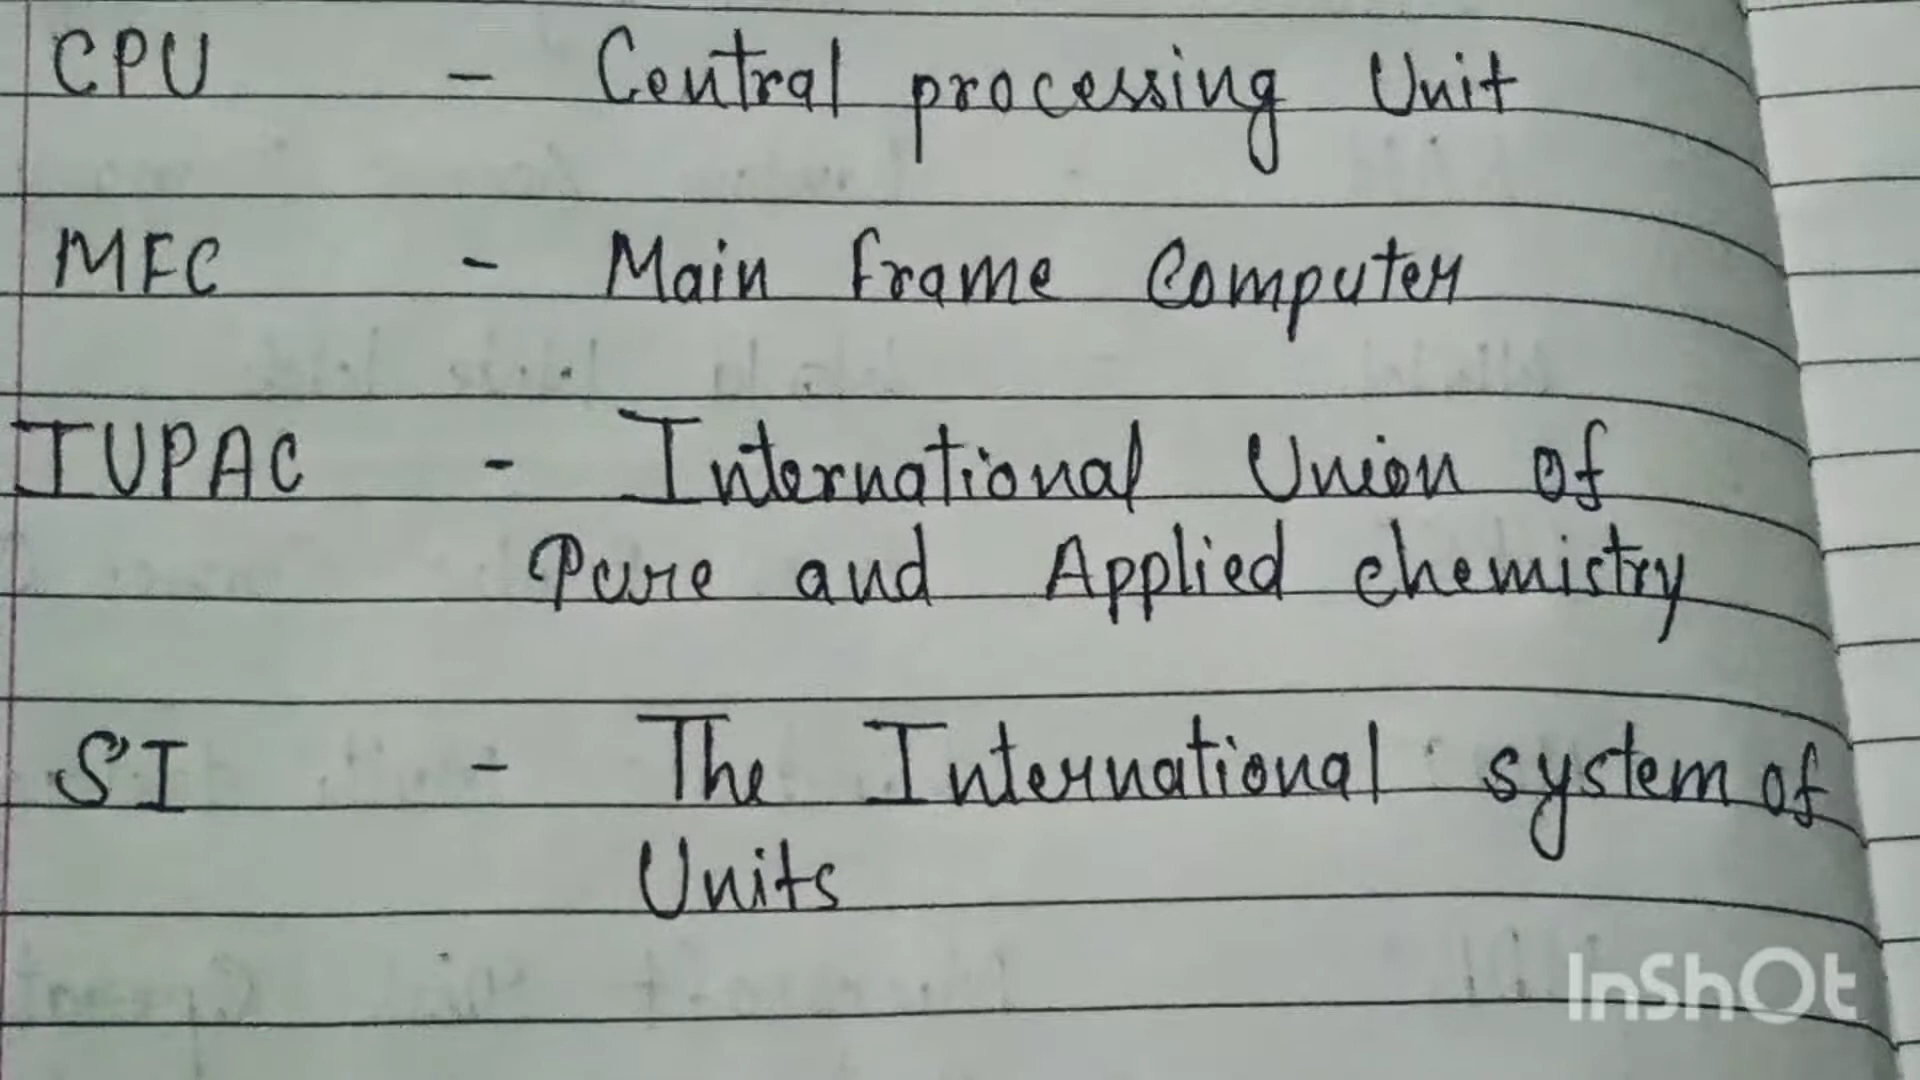 CPU - Central processing Unit
MFC - Main frame Computer
IUPAC - International Union of
Pure and Applied chemistry
SI - The International system of
Units
InShOt